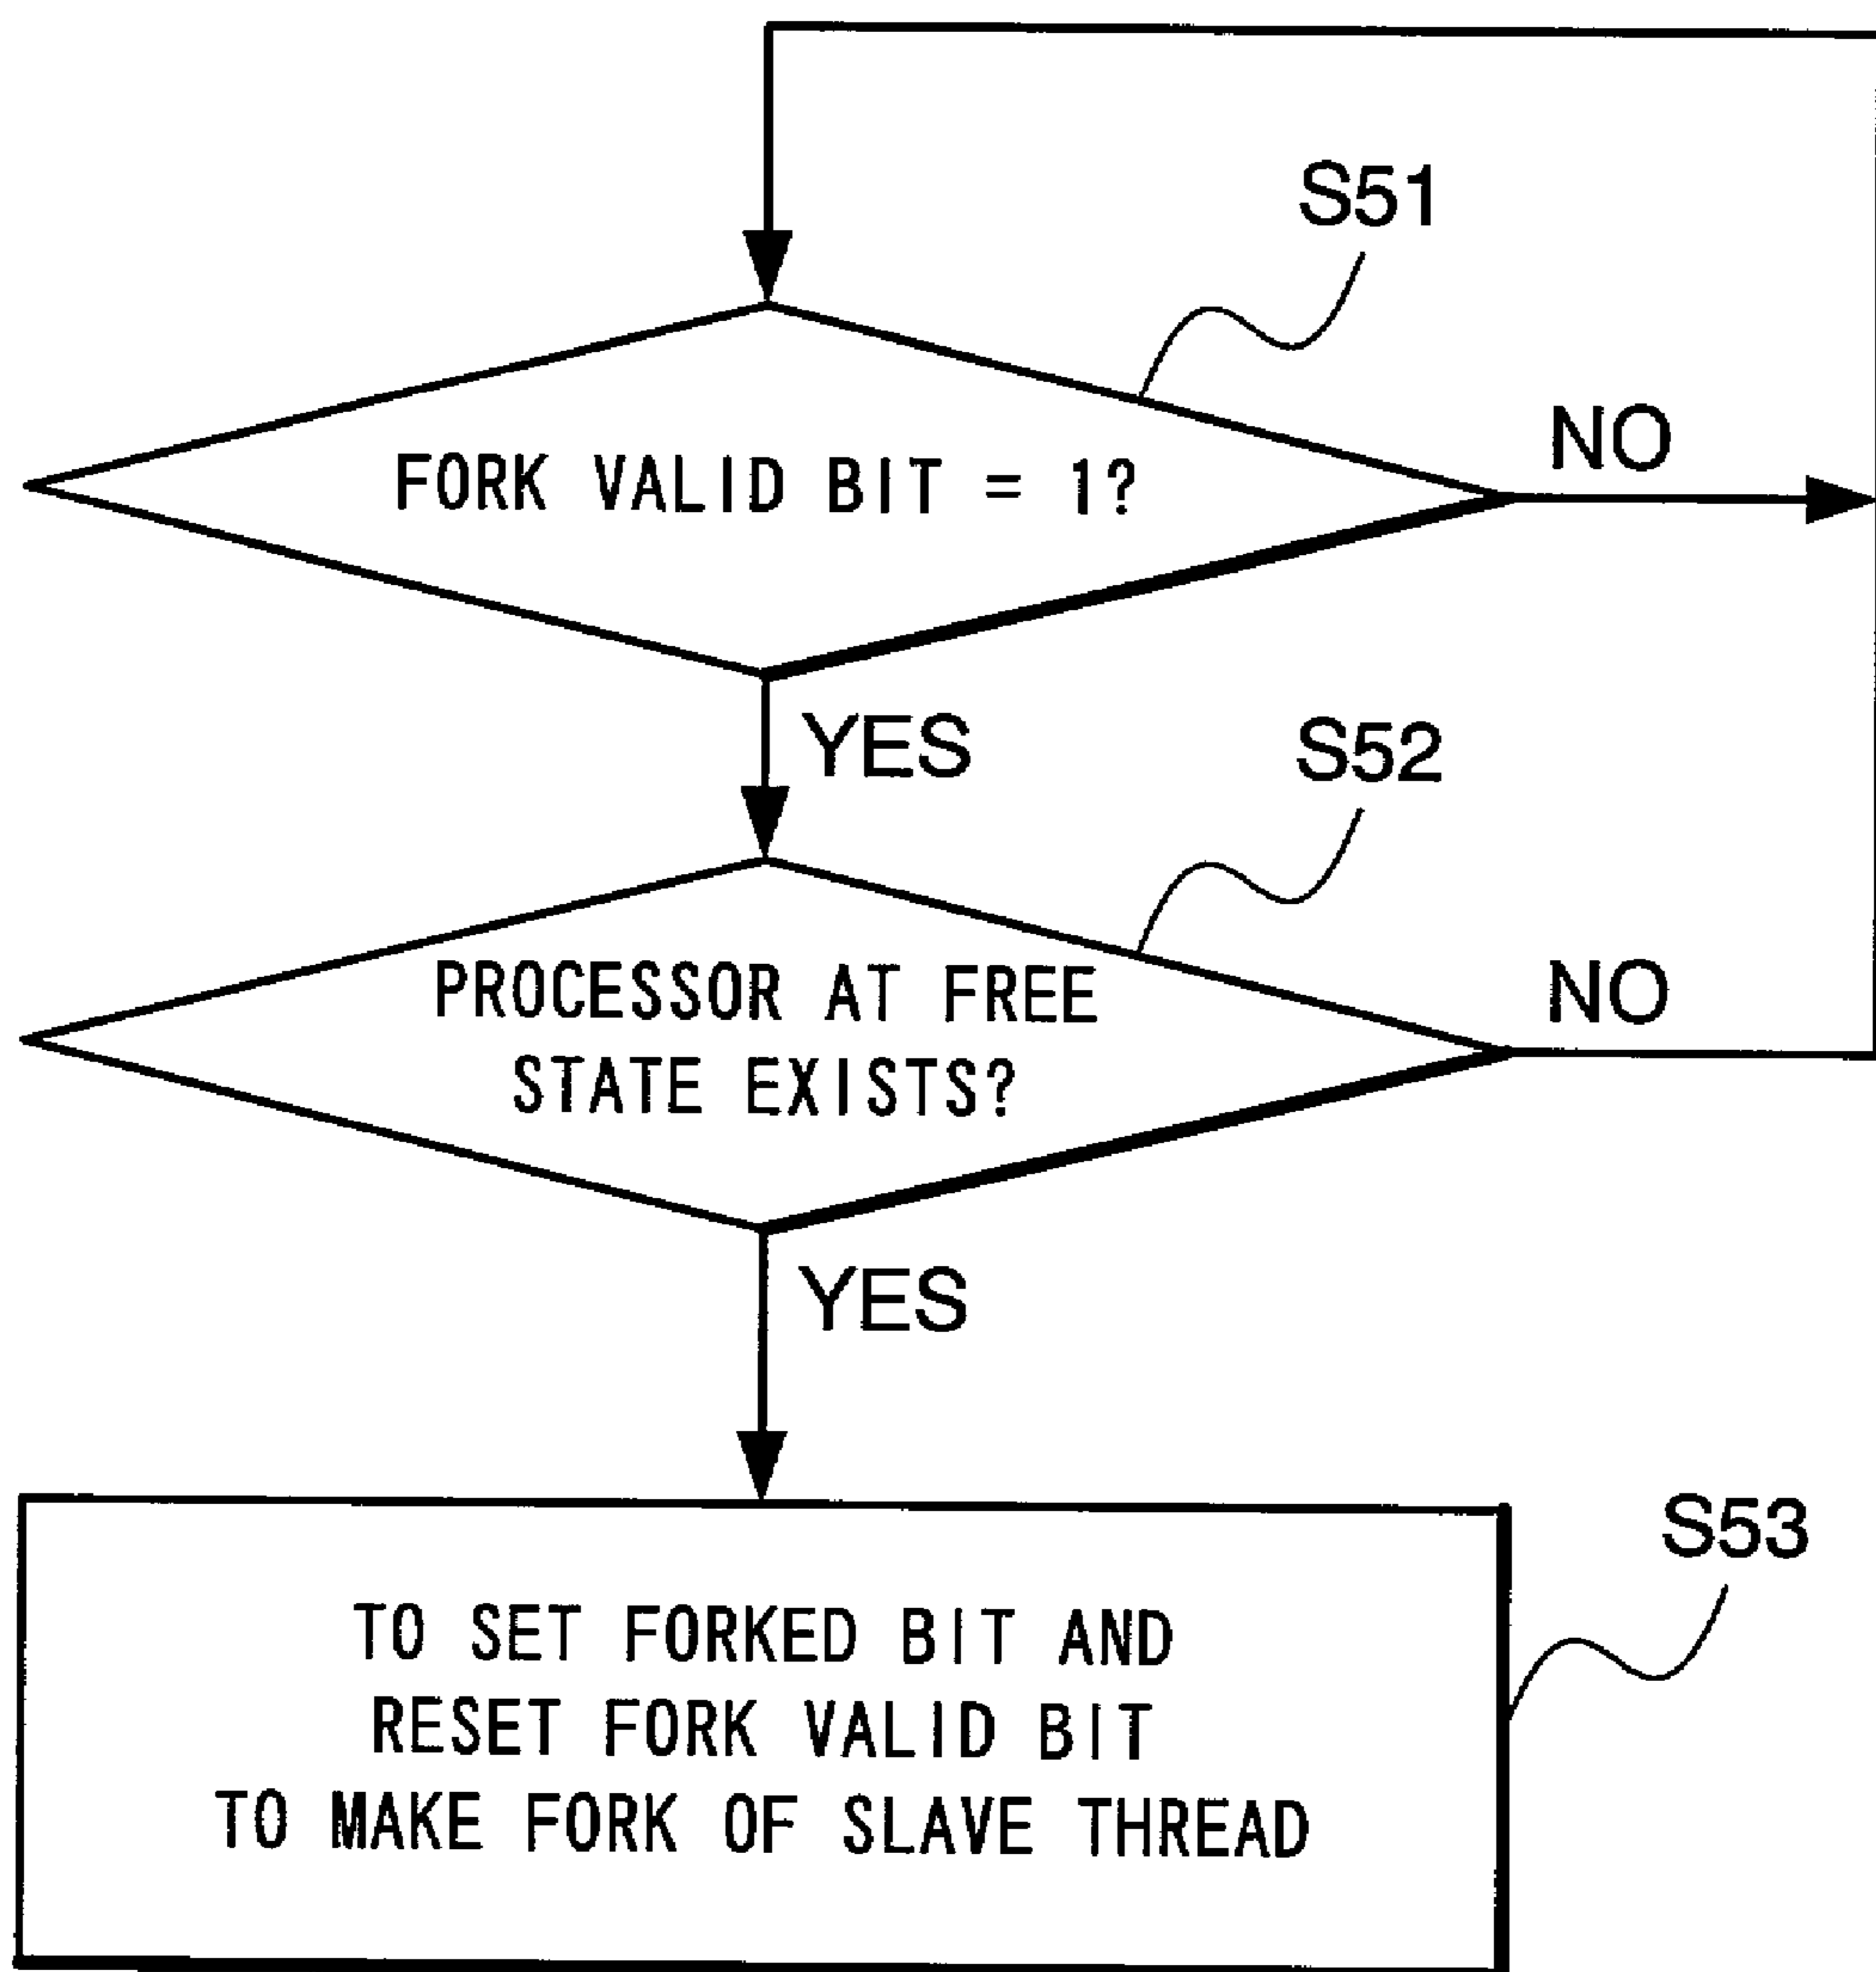 S51
FORK VALID BIT = 1?
NO
YES
S52
PROCESSOR AT FREE
STATE EXISTS?
NO
YES
S53
TO SET FORKED BIT AND
RESET FORK VALID BIT
TO MAKE FORK OF SLAVE THREAD